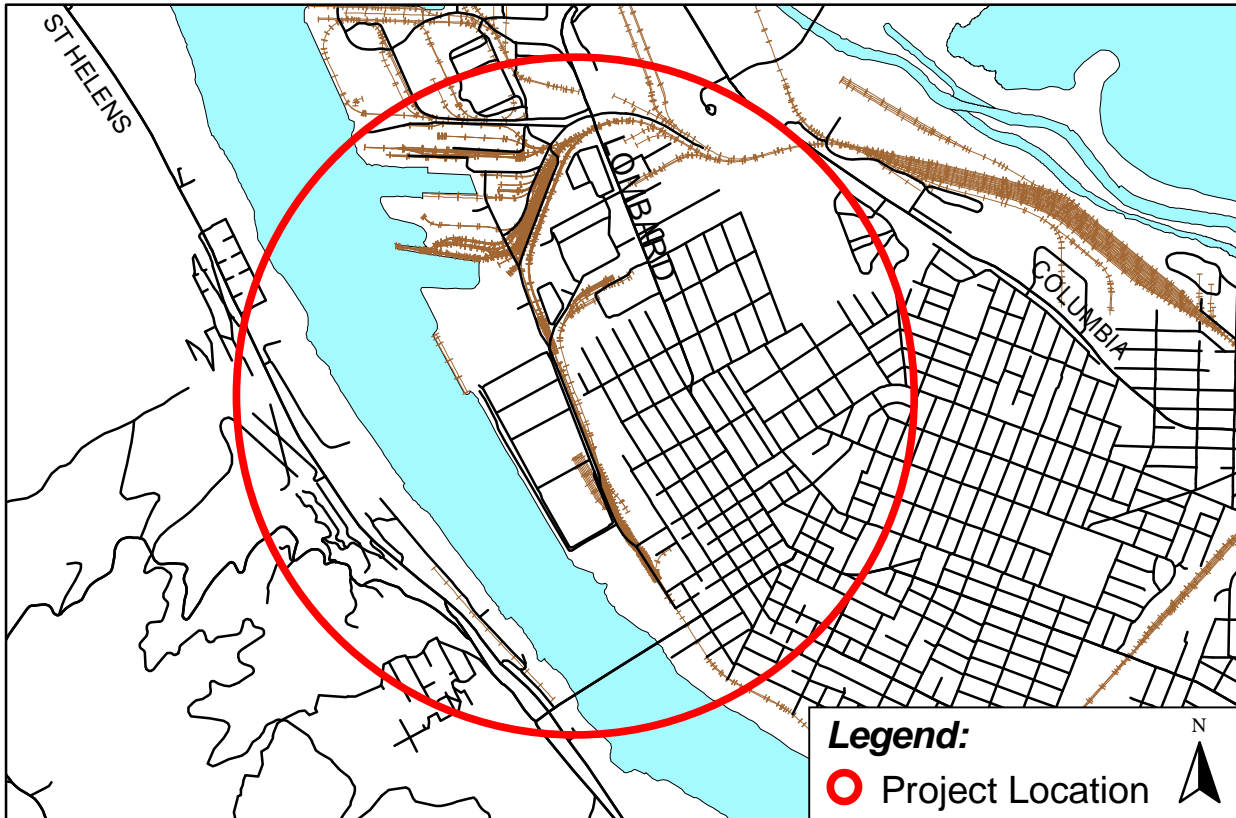 ST HELENS
LOMBARD
COLUMBIA
Legend:
N
Project Location